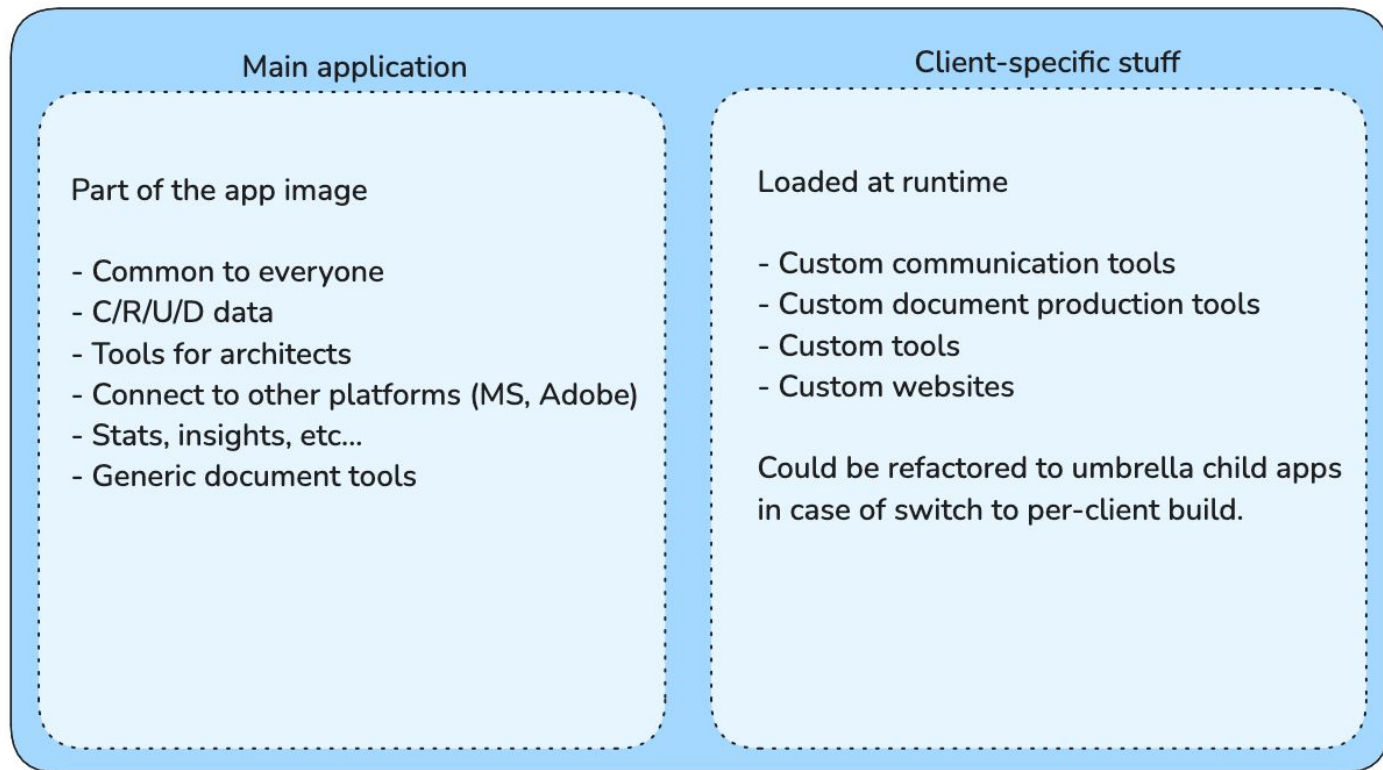 Main application
Part of the app image
- Common to everyone
- C/R/U/D data
- Tools for architects
- Connect to other platforms (MS, Adobe)
- Stats, insights, etc...
- Generic document tools
Client-specific stuff
Loaded at runtime
- Custom communication tools
- Custom document production tools
- Custom tools
- Custom websites
Could be refactored to umbrella child apps
in case of switch to per-client build.